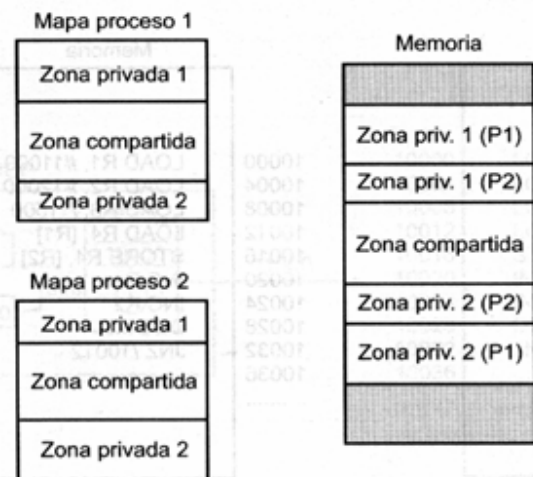 Mapa proceso 1
Zona privada 1
Zona compartida
Zona privada 2
Mapa proceso 2
Zona privada 1
Zona compartida
Zona privada 2
Memoria
Zona priv. 1 (P1)
Zona priv. 1 (P2)
Zona compartida
Zona priv. 2 (P2)
Zona priv. 2 (P1)